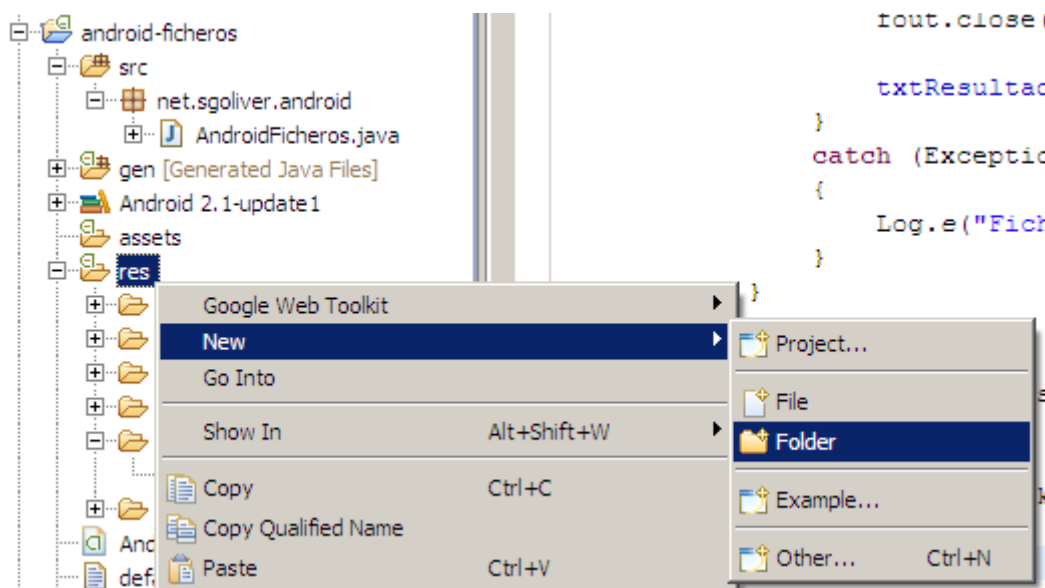 android-ficheros
src
net.sgoliver.android
AndroidFicheros.java
gen [Generated Java Files]
Android 2.1-update1
assets
res
Google Web Toolkit
New
Go Into
Show In Alt+Shift+W
Copy Ctrl+C
Copy Qualified Name
Paste Ctrl+V
Project...
File
Folder
Example...
Other... Ctrl+N
fout.close(
txtResultad
}
catch (Exceptio
{
Log.e("Fich
}
}